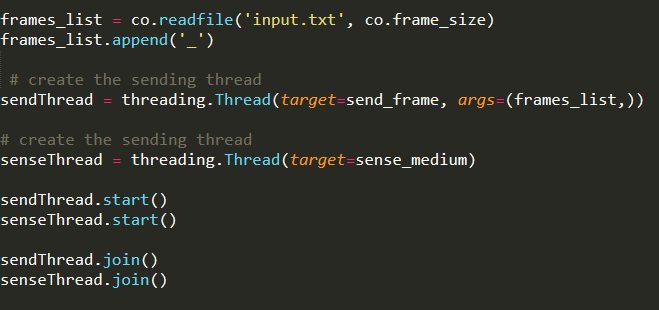 frames_list = co.readfile('input.txt', co.frame_size)
frames_list.append('_')
# create the sending thread
sendThread = threading.Thread(target=send_frame, args=(frames_list,))
# create the sending thread
senseThread = threading.Thread(target=sense_medium)
sendThread.start()
senseThread.start()
sendThread.join()
senseThread.join()